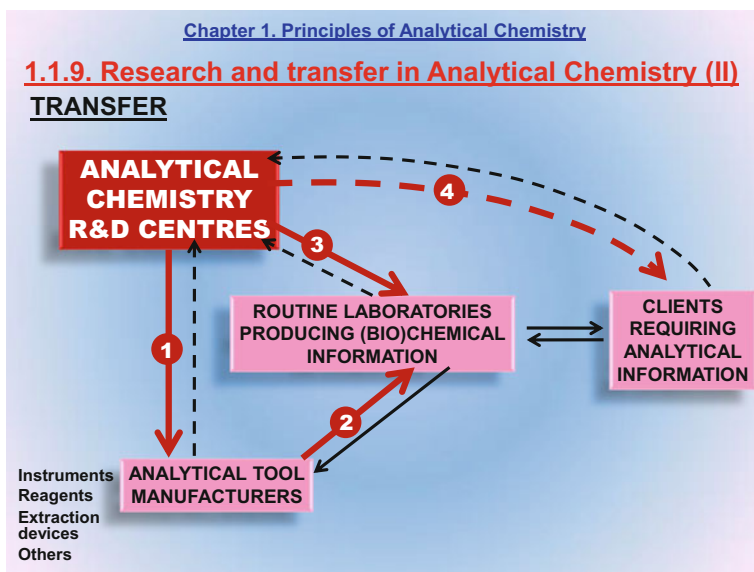 Chapter 1. Principles of Analytical Chemistry
1.1.9. Research and transfer in Analytical Chemistry (II)
TRANSFER
ANALYTICAL
CHEMISTRY
R&D CENTRES
4
3
ROUTINE LABORATORIES
PRODUCING (BIO)CHEMICAL
INFORMATION
CLIENTS
REQUIRING
ANALYTICAL
INFORMATION
1
2
Instruments
Reagents
Extraction
devices
Others
ANALYTICAL TOOL
MANUFACTURERS